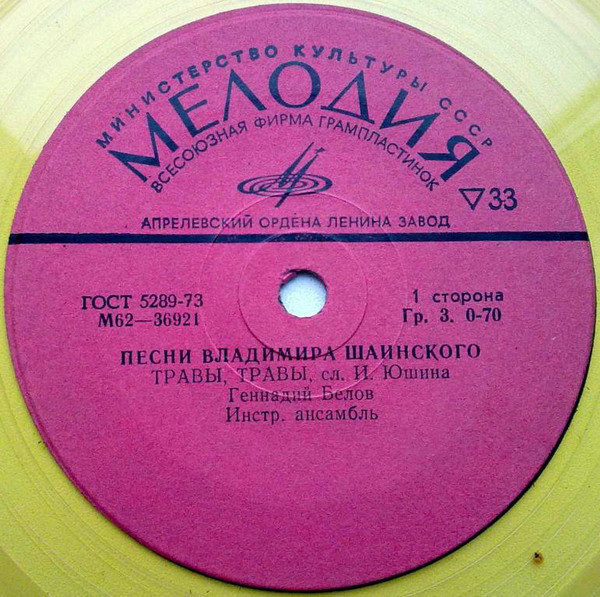 МИНИСТЕРСТВО КУЛЬТУРЫ СССР
МЕЛОДИЯ
ВСЕСОЮЗНАЯ ФИРМА ГРАМПЛАСТИНОК
▽33
АПРЕЛЕВСКИЙ ОРДЕНА ЛЕНИНА ЗАВОД
ГОСТ 5289-73
М62—36921
1 сторона
Гр. 3. 0-70
ПЕСНИ ВЛАДИМИРА ШАИНСКОГО
ТРАВЫ, ТРАВЫ, сл. И. Юшина
Геннадий Белов
Инстр. ансамбль